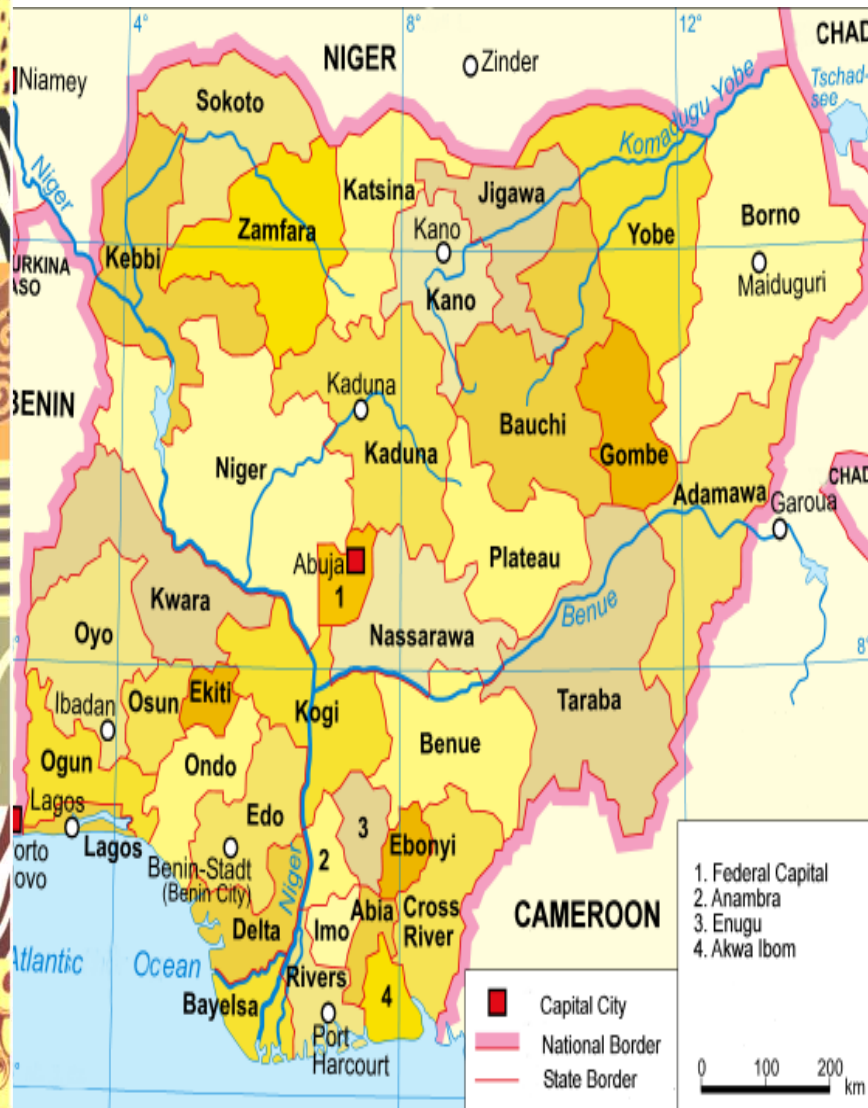 4°
8°
12°
NIGER
CHAD
Zinder
Niamey
Tschad-
see
Sokoto
Komadugu Yobe
Niger
Katsina
Jigawa
Zamfara
Kano
Yobe
Borno
Kebbi
Maiduguri
URKINA
ASO
Kano
Kaduna
BENIN
Bauchi
Kaduna
Gombe
Niger
CHAD
Adamawa
Garoua
Abuja
Plateau
1
Kwara
Benue
Oyo
Nassarawa
8°
Ekiti
Osun
Ibadan
Kogi
Taraba
Benue
Ondo
Ogun
Lagos
Edo
3
Ebonyi
orto
ovo
Lagos
2
Benin-Stadt
(Benin City)
Niger
Abia
Cross
River
Delta
Imo
CAMEROON
Atlantic Ocean
Rivers
4
Bayelsa
Port
Harcourt
1. Federal Capital
2. Anambra
3. Enugu
4. Akwa Ibom
Capital City
National Border
State Border
0 100 200
km